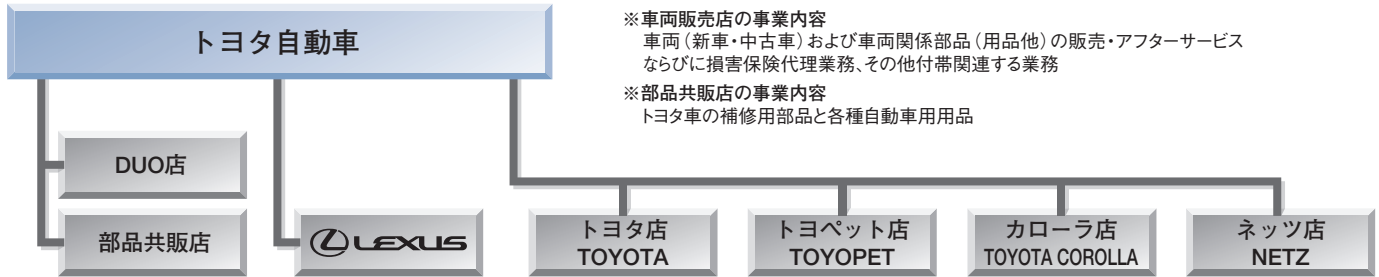 トヨタ自動車
※車両販売店の事業内容
車両（新車・中古車）および車両関係部品（用品他）の販売・アフターサービス
ならびに損害保険代理業務、その他付帯関連する業務
※部品共販店の事業内容
トヨタ車の補修用部品と各種自動車用用品
DUO店
部品共販店
LEXUS
トヨタ店
TOYOTA
トヨペット店
TOYOPET
カローラ店
TOYOTA COROLLA
ネッツ店
NETZ